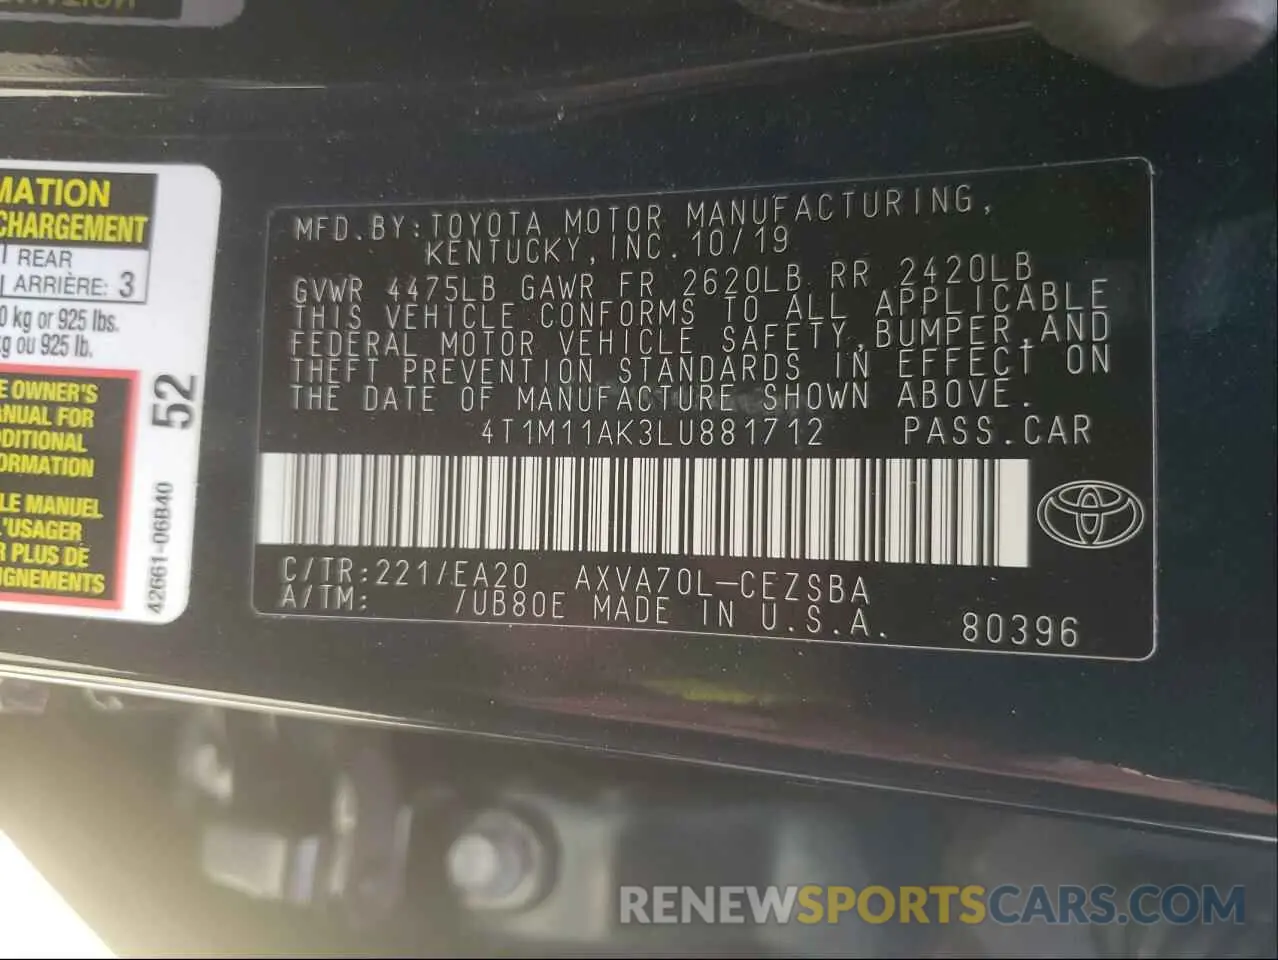 MATION
CHARGEMENT
REAR
ARRIÈRE: 3
0 kg or 925 lbs.
kg ou 925 lb.
E OWNER'S
ANUAL FOR
DDITIONAL
ORMATION
LE MANUEL
L'USAGER
R PLUS DE
IGNEMENTS
52
42661-06B40
MFD.BY:TOYOTA MOTOR MANUFACTURING,
KENTUCKY,INC.10/19
GVWR 4475LB GAWR FR 2620LB RR 2420LB
THIS VEHICLE CONFORMS TO ALL APPLICABLE
FEDERAL MOTOR VEHICLE SAFETY,BUMPER,AND
THEFT PREVENTION STANDARDS IN EFFECT ON
THE DATE OF MANUFACTURE SHOWN ABOVE.
4T1M11AK3LU881712 PASS.CAR
C/TR:221/EA20 AXVA70L-CEZSBA
A/TM: /UB80E MADE IN U.S.A. 80396
RENEWSPORTSCARS.COM